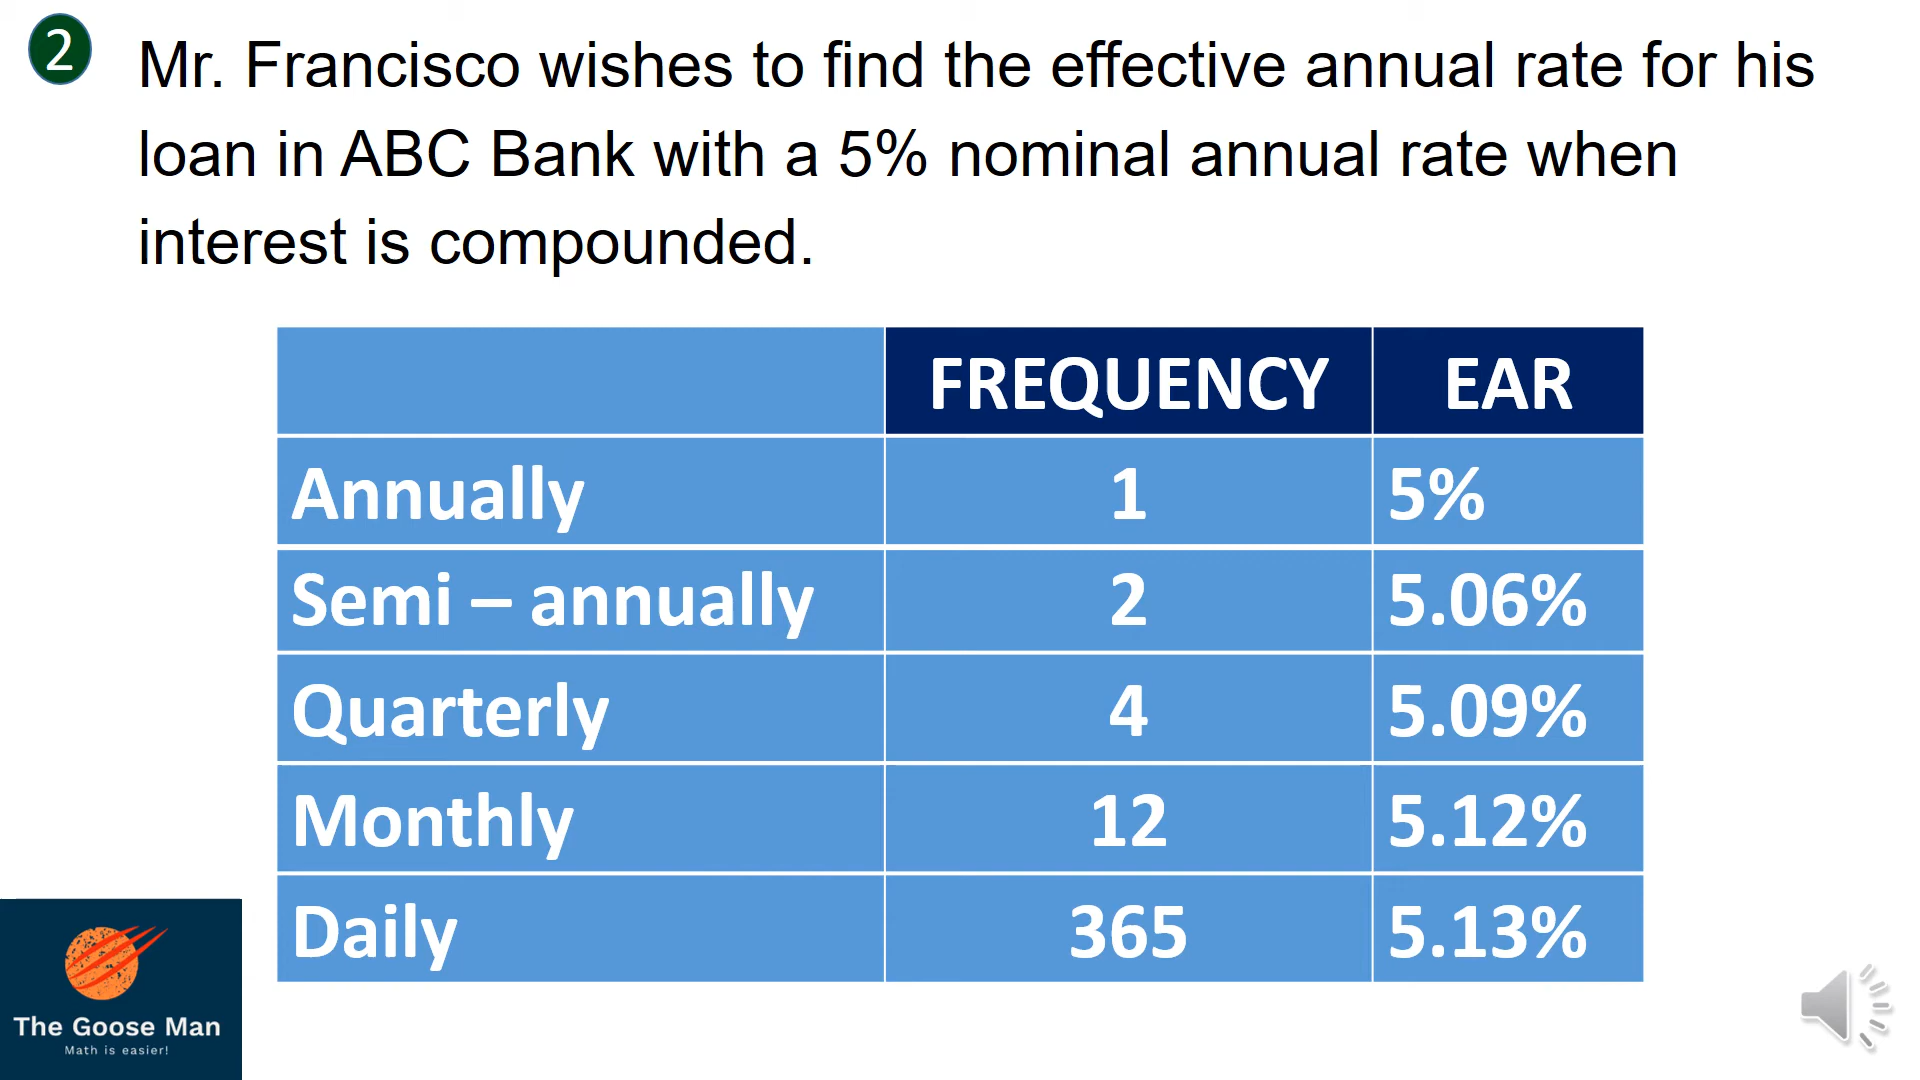 2
Mr. Francisco wishes to find the effective annual rate for his
loan in ABC Bank with a 5% nominal annual rate when
interest is compounded.
FREQUENCY EAR
Annually 1 5%
Semi – annually 2 5.06%
Quarterly 4 5.09%
Monthly 12 5.12%
Daily 365 5.13%
The Goose Man
Math is easier!